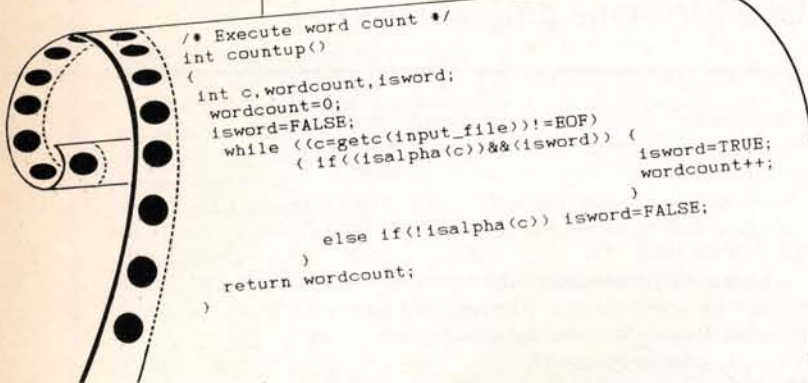 /* Execute word count */
int countup()
{
int c,wordcount,isword;
wordcount=0;
isword=FALSE;
while ((c=getc(input_file))!=EOF)
{ if((isalpha(c))&&(isword)) {
isword=TRUE;
wordcount++;
}
else if(!isalpha(c)) isword=FALSE;
}
return wordcount;
}